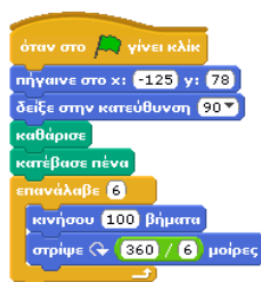 όταν στο γίνει κλικ
πήγαινε στο x: -125 y: 78
δείξε στην κατεύθυνση 90
καθάρισε
κατέβασε πένα
επανάλαβε 6
κινήσου 100 βήματα
στρίψε 360 / 6 μοίρες